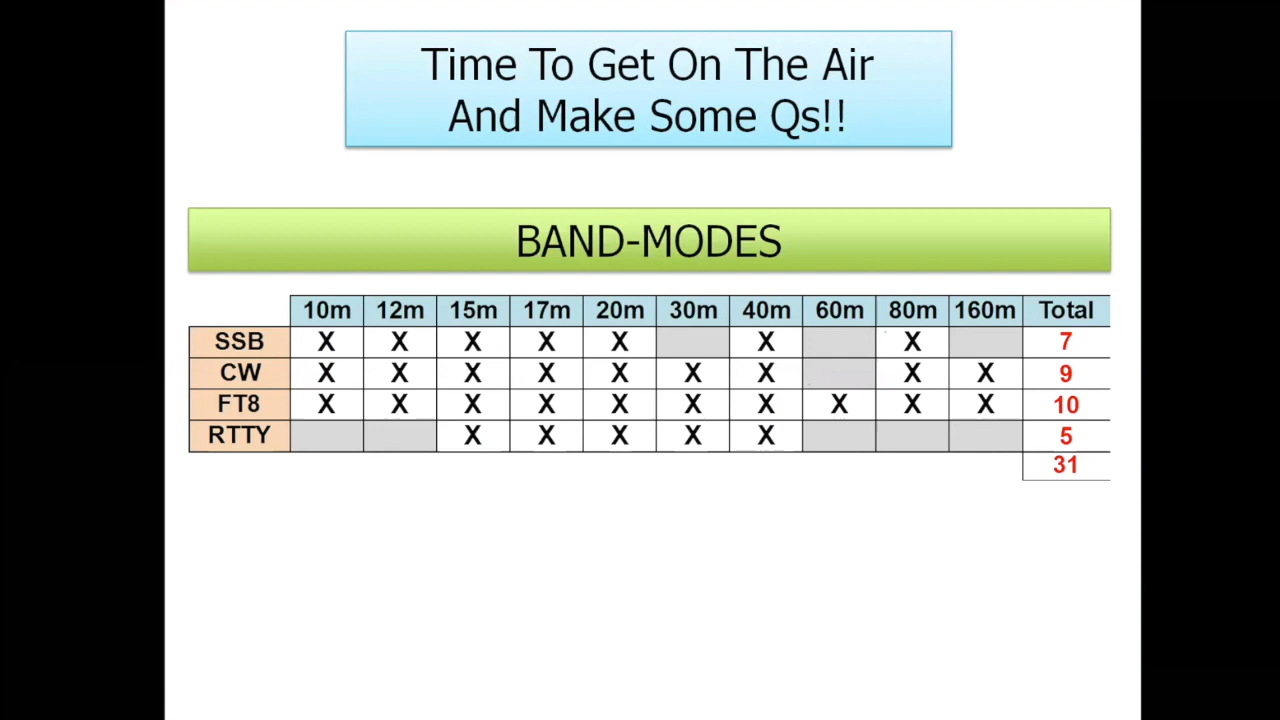 Time To Get On The Air
And Make Some Qs!!
BAND-MODES
10m 12m 15m 17m 20m 30m 40m 60m 80m 160m Total
SSB X X X X X X X 7
CW X X X X X X X X X 9
FT8 X X X X X X X X X X 10
RTTY X X X X X 5
31